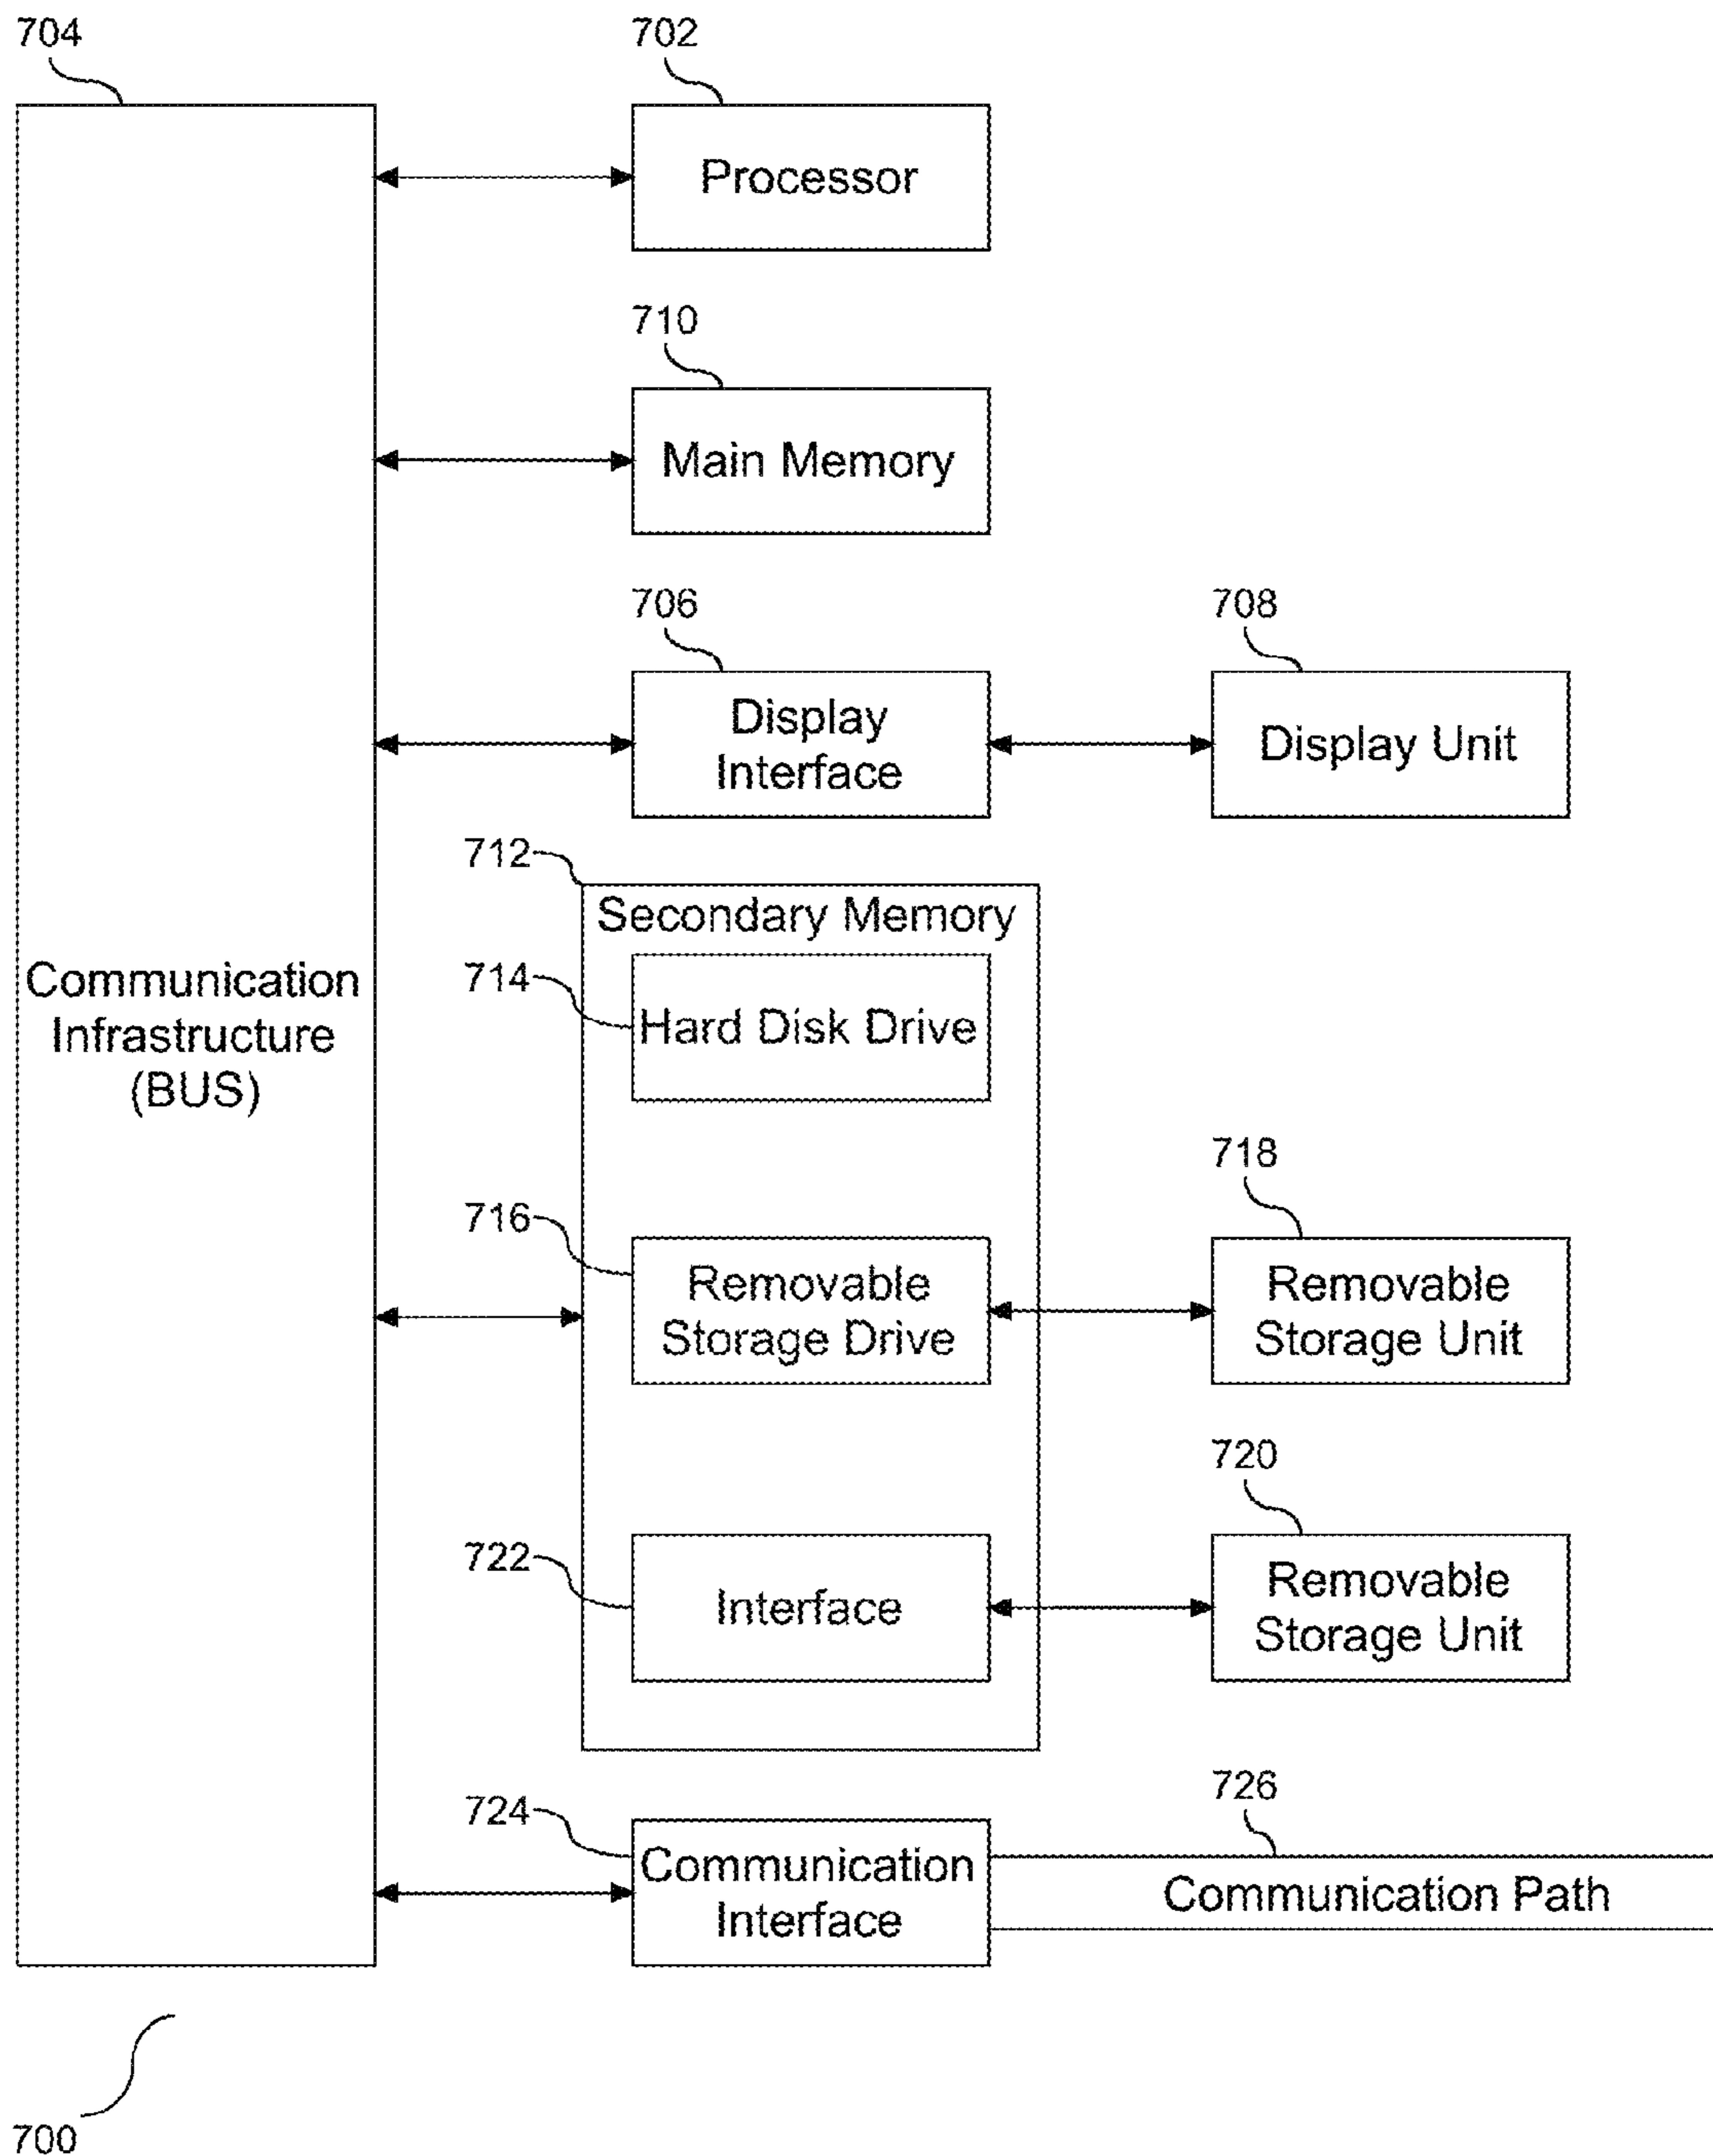 704
702
Processor
710
Main Memory
706
708
Display
Interface
Display Unit
712
Secondary Memory
714
Hard Disk Drive
Communication
Infrastructure
(BUS)
718
716
Removable
Storage Drive
Removable
Storage Unit
720
722
Interface
Removable
Storage Unit
726
724
Communication
Interface
Communication Path
700